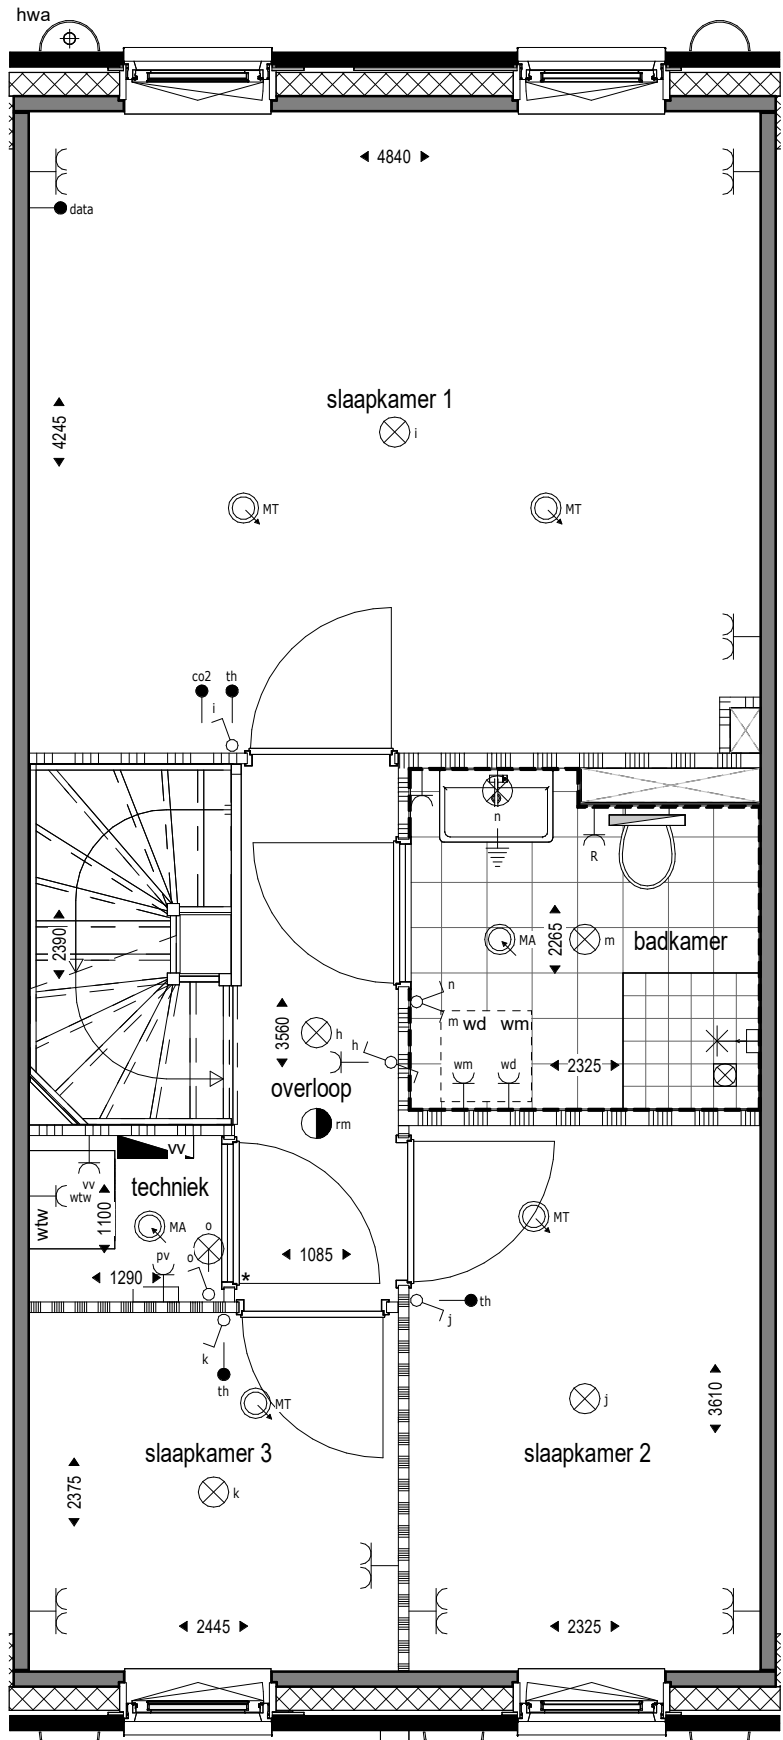 hwa
4840
data
slaapkamer 1
i
4245
MT
MT
co2 th
i
n
R
2390
MA
2265
m
badkamer
n
m
3560
h
h
wd wm
wm
wd
2325
overloop
rm
vv
vv
wtw
wtw
techniek
1100
MA
o
MT
pv
o
1290
1085
*
th
j
k
th
MT
j
3610
slaapkamer 3
slaapkamer 2
k
2375
2445
2325